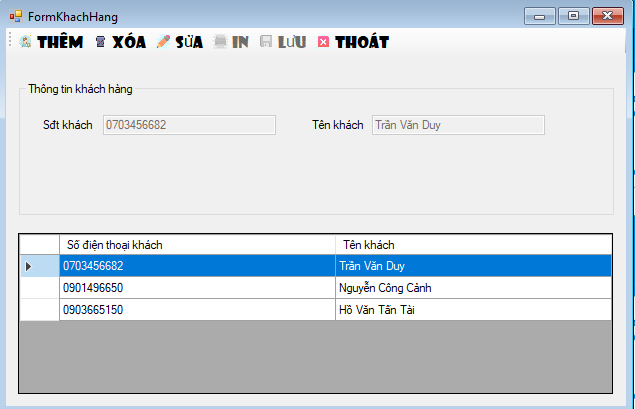 FormKhachHang
THÊM XÓA SỬA IN LƯU THOÁT
Thông tin khách hàng
Sđt khách 0703456682 Tên khách Trần Văn Duy
Số điện thoại khách Tên khách
0703456682 Trần Văn Duy
0901496650 Nguyễn Công Cảnh
0903665150 Hồ Văn Tấn Tài